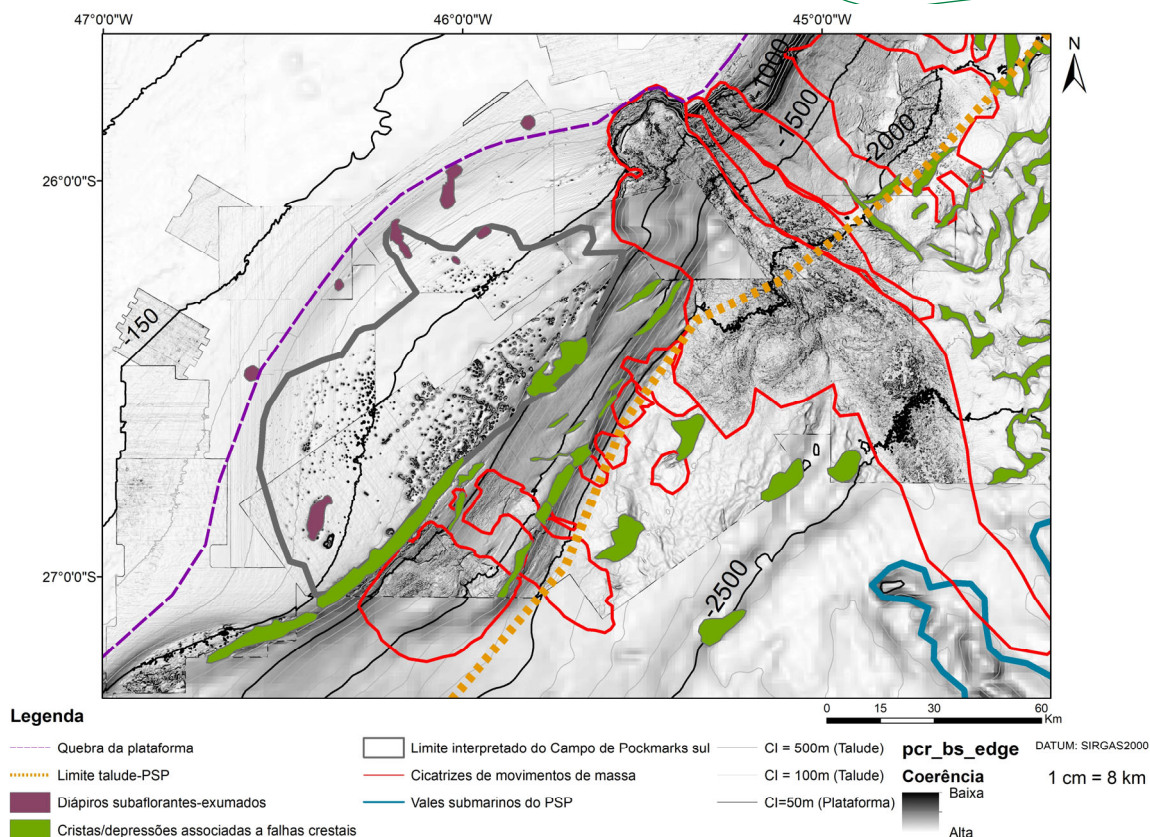 47°0'0"W
46°0'0"W
45°0'0"W
N
26°0'0"S
27°0'0"S
-150
-1000
-1500
-2000
-2500
0 15 30 60
Km
Legenda
Quebra da plataforma
Limite talude-PSP
Diápiros subaflorantes-exumados
Cristas/depressões associadas a falhas crestais
Limite interpretado do Campo de Pockmarks sul
Cicatrizes de movimentos de massa
Vales submarinos do PSP
CI = 500m (Talude)
CI = 100m (Talude)
CI=50m (Plataforma)
pcr_bs_edge
Coerência
Baixa
Alta
DATUM: SIRGAS2000
1 cm = 8 km